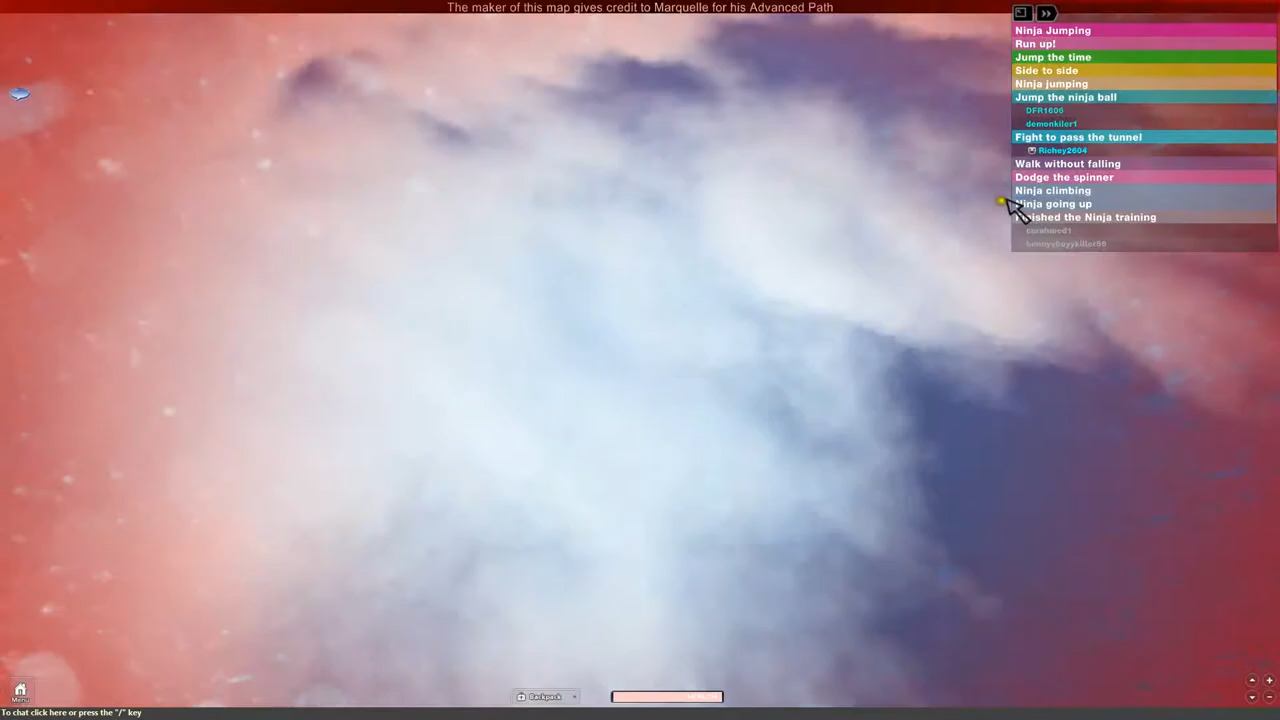 The maker of this map gives credit to Marquelle for his Advanced Path
Ninja Jumping
Run up!
Jump the time
Side to side
Ninja jumping
Jump the ninja ball
DFR1606
demonkiler1
Fight to pass the tunnel
Richey2604
Walk without falling
Dodge the spinner
Ninja climbing
Ninja going up
Finished the Ninja training
Menu
Backpack
To chat click here or press the "/" key